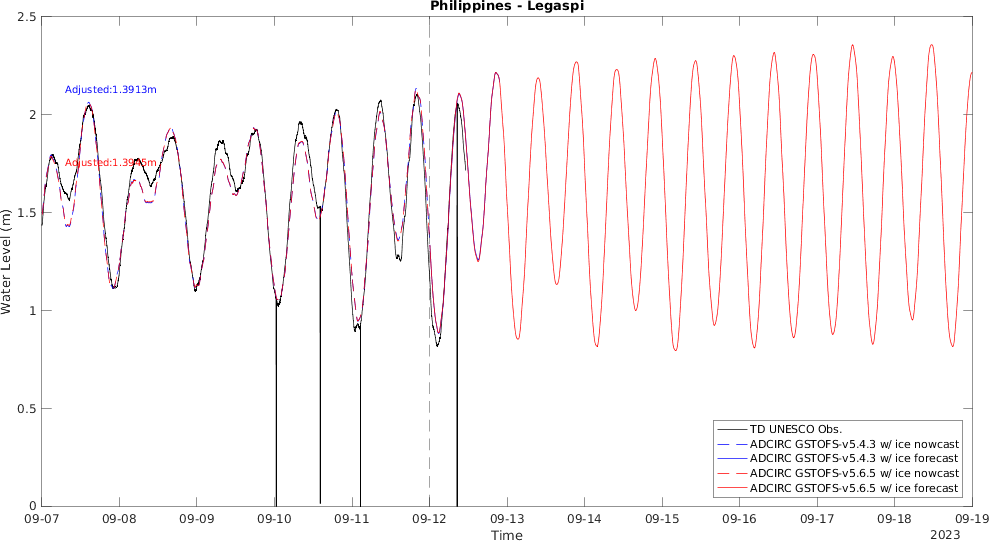 Philippines - Legaspi
2.5
2
1.5
1
0.5
0
Water Level (m)
Adjusted:1.3913m
Adjusted:1.3945m
TD UNESCO Obs.
ADCIRC GSTOFS-v5.4.3 w/ ice nowcast
ADCIRC GSTOFS-v5.4.3 w/ ice forecast
ADCIRC GSTOFS-v5.6.5 w/ ice nowcast
ADCIRC GSTOFS-v5.6.5 w/ ice forecast
09-07 09-08 09-09 09-10 09-11 09-12 09-13 09-14 09-15 09-16 09-17 09-18 09-19
Time
2023